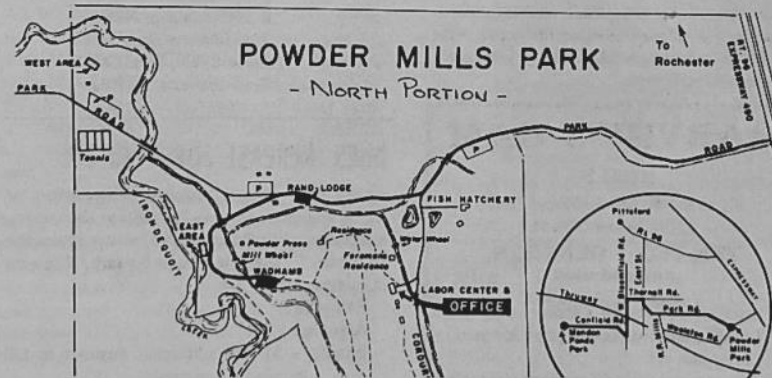 POWDER MILLS PARK
- NORTH PORTION -
To
Rochester
RT. 96
EXPRESSWAY 490
WEST AREA
PARK
ROAD
P
Tennis
IRONDEQUOIT
CREEK
EAST
AREA
P
RAND LODGE
Powder Press
Mill Wheel
WADHAMS
Residence
Foreman's
Residence
P
PARK
ROAD
FISH HATCHERY
Water Wheel
LABOR CENTER &
OFFICE
Pittsford
Rt. 96
Expressway
Bloomfield Rd.
East St.
Thruway
Thornell Rd.
Park Rd.
Canfield Rd.
Mendon
Ponds
Park
Powder
Mills
Park